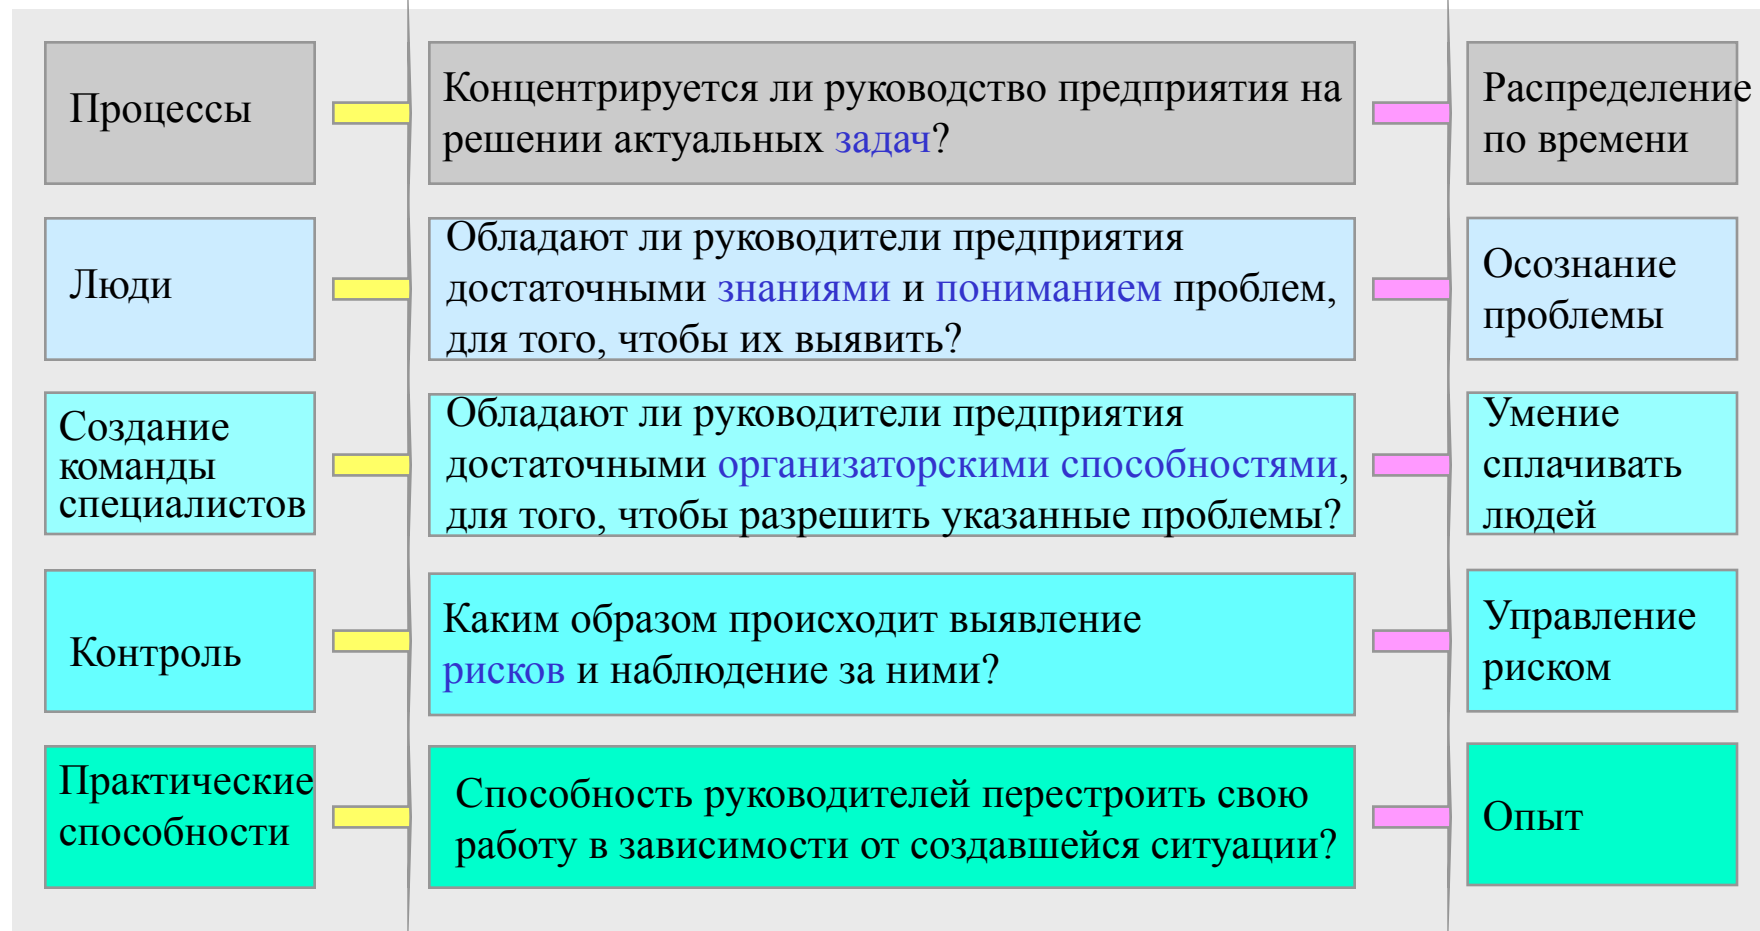 Процессы
Концентрируется ли руководство предприятия на
решении актуальных задач?
Распределение
по времени
Люди
Обладают ли руководители предприятия
достаточными знаниями и пониманием проблем,
для того, чтобы их выявить?
Осознание
проблемы
Создание
команды
специалистов
Обладают ли руководители предприятия
достаточными организаторскими способностями,
для того, чтобы разрешить указанные проблемы?
Умение
сплачивать
людей
Контроль
Каким образом происходит выявление
рисков и наблюдение за ними?
Управление
риском
Практические
способности
Способность руководителей перестроить свою
работу в зависимости от создавшейся ситуации?
Опыт